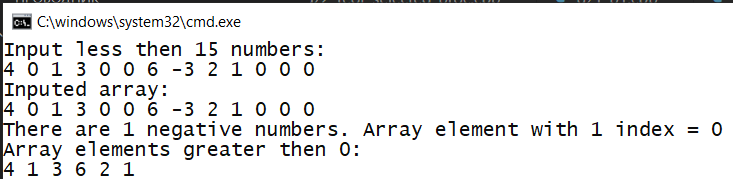 C:\windows\system32\cmd.exe
Input less then 15 numbers:
4 0 1 3 0 0 6 -3 2 1 0 0 0
Inputed array:
4 0 1 3 0 0 6 -3 2 1 0 0 0
There are 1 negative numbers. Array element with 1 index = 0
Array elements greater then 0:
4 1 3 6 2 1